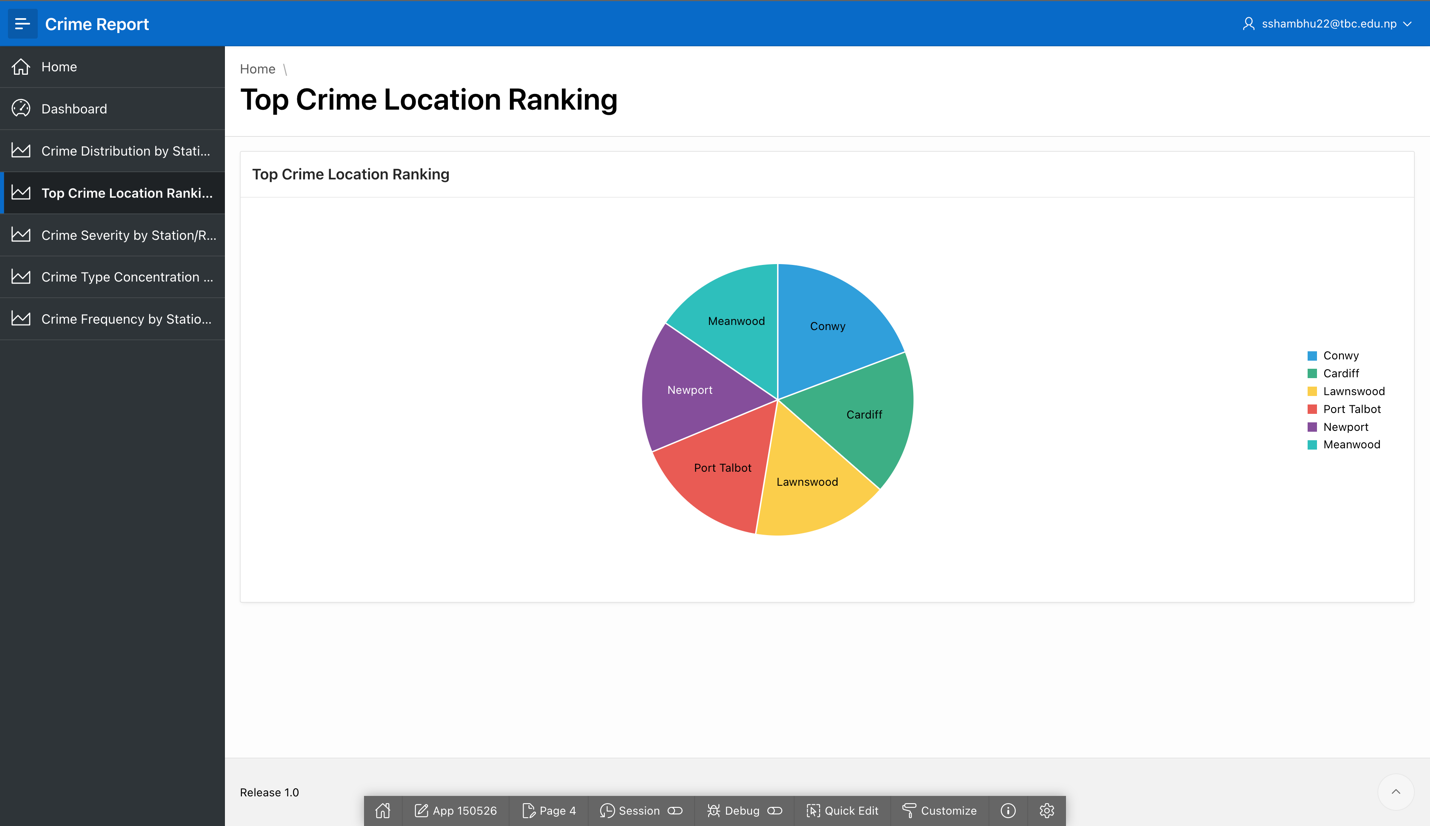 Crime Report
sshambhu22@tbc.edu.np
Home
Dashboard
Crime Distribution by Stati...
Top Crime Location Ranki...
Crime Severity by Station/R...
Crime Type Concentration ...
Crime Frequency by Statio...
Home \
Top Crime Location Ranking
Top Crime Location Ranking
Meanwood
Conwy
Newport
Cardiff
Port Talbot
Lawnswood
Conwy
Cardiff
Lawnswood
Port Talbot
Newport
Meanwood
Release 1.0
App 150526 Page 4 Session Debug Quick Edit Customize